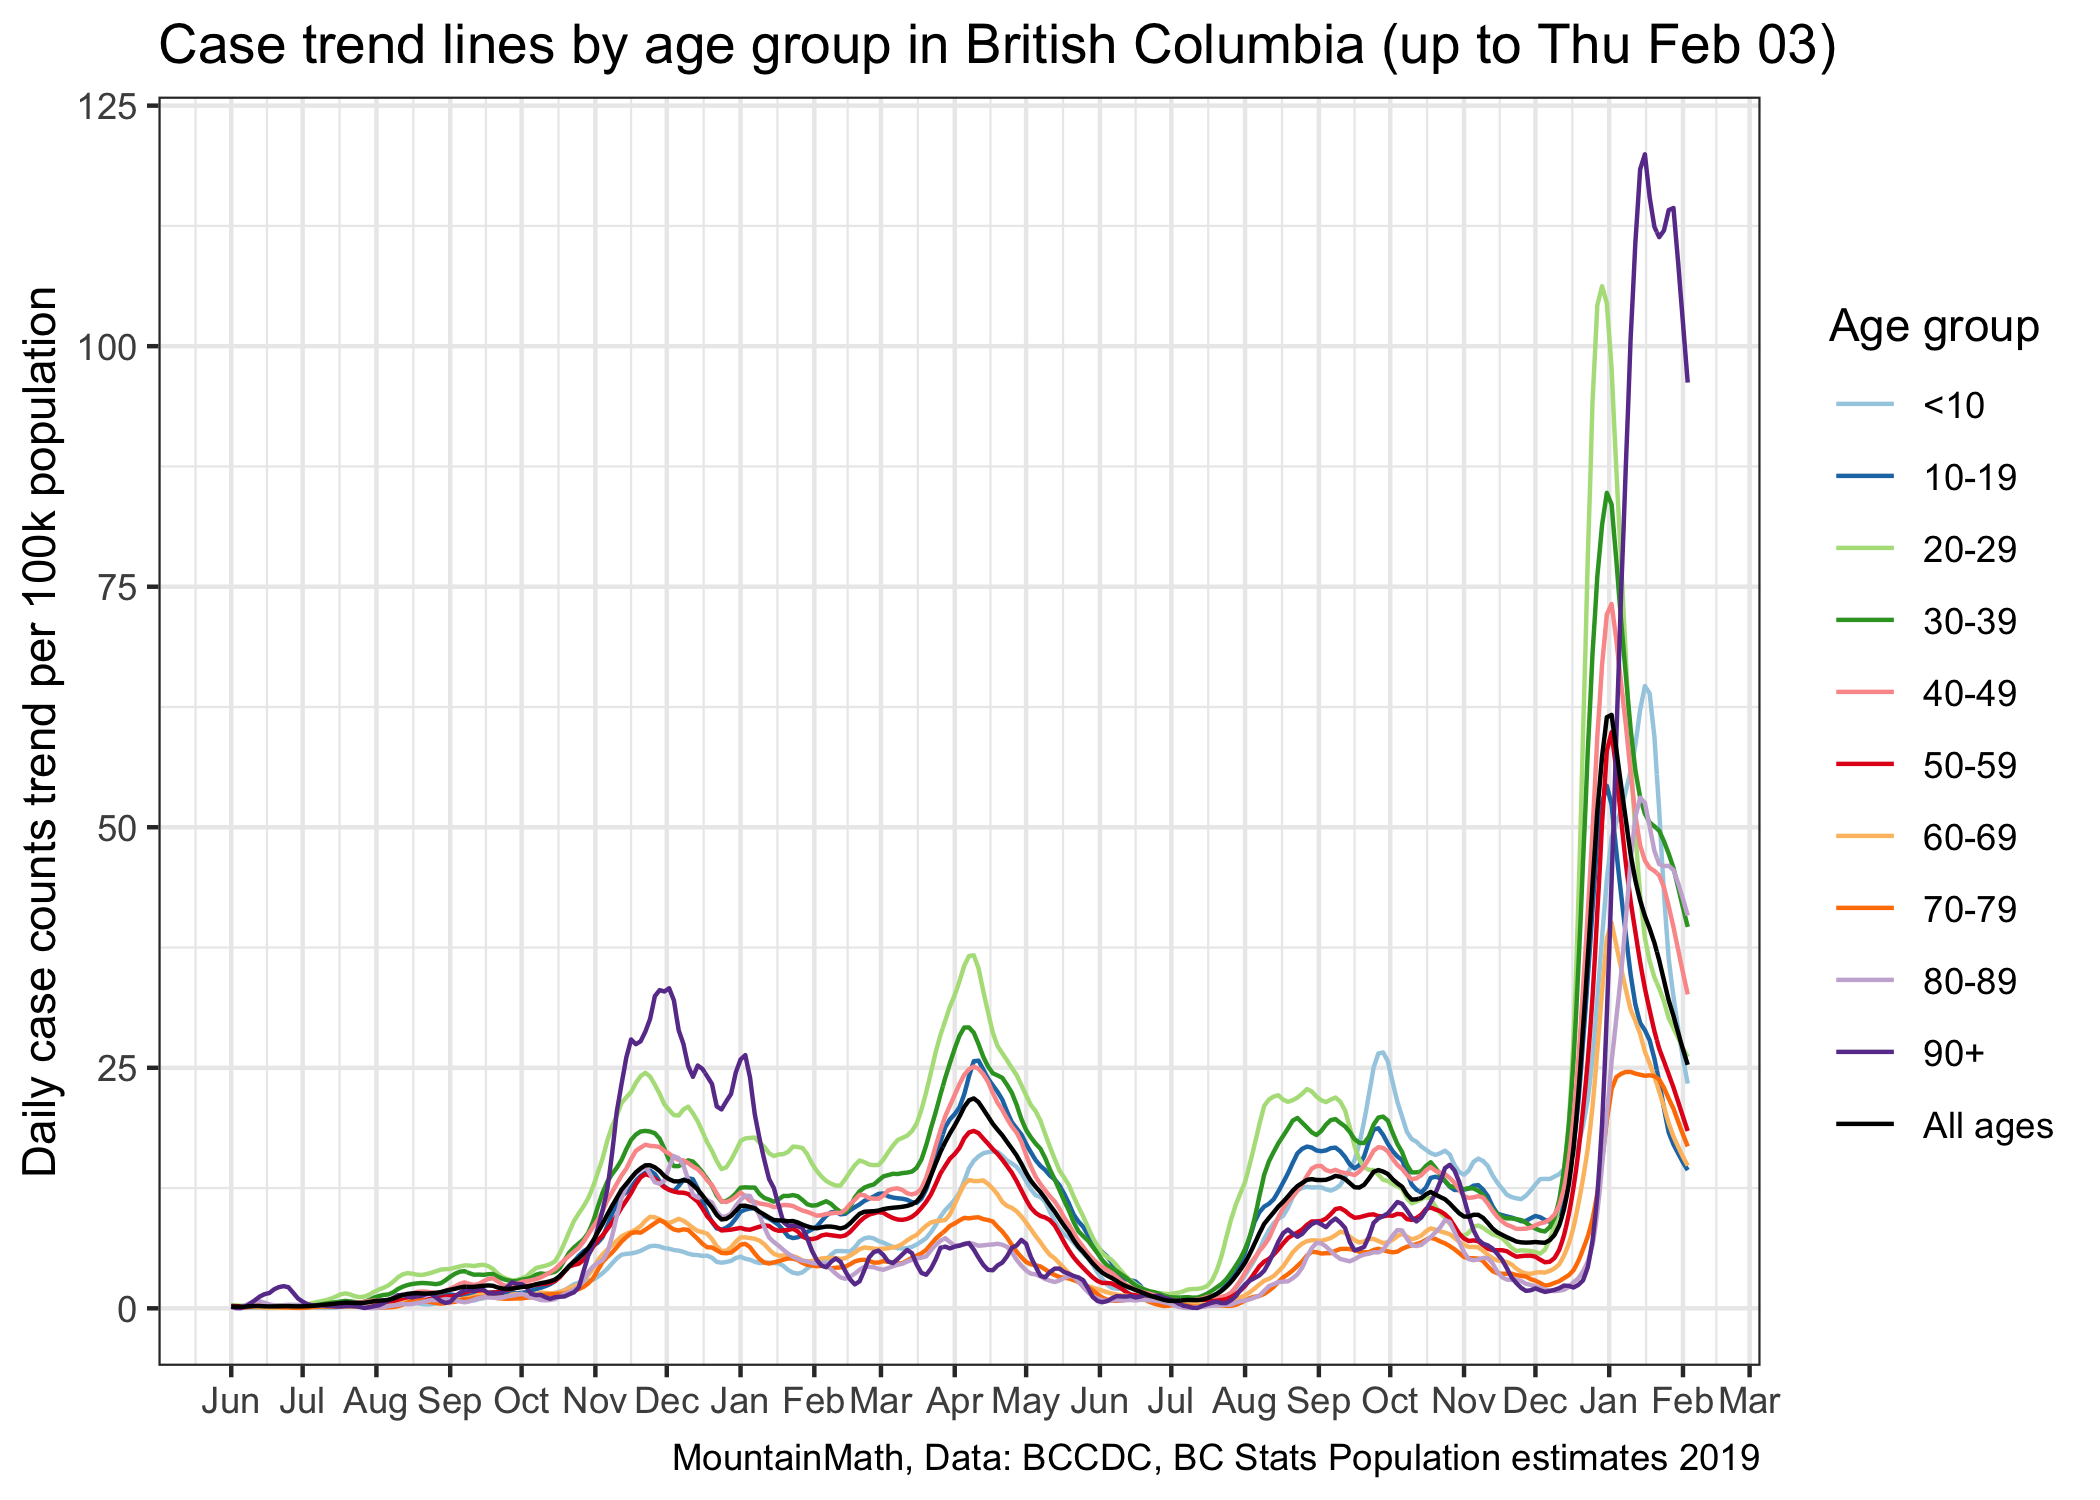 Case trend lines by age group in British Columbia (up to Thu Feb 03)
Daily case counts trend per 100k population
125
100
75
50
25
0
Jun Jul Aug Sep Oct Nov Dec Jan Feb Mar Apr May Jun Jul Aug Sep Oct Nov Dec Jan Feb Mar
Age group
<10
10-19
20-29
30-39
40-49
50-59
60-69
70-79
80-89
90+
All ages
MountainMath, Data: BCCDC, BC Stats Population estimates 2019